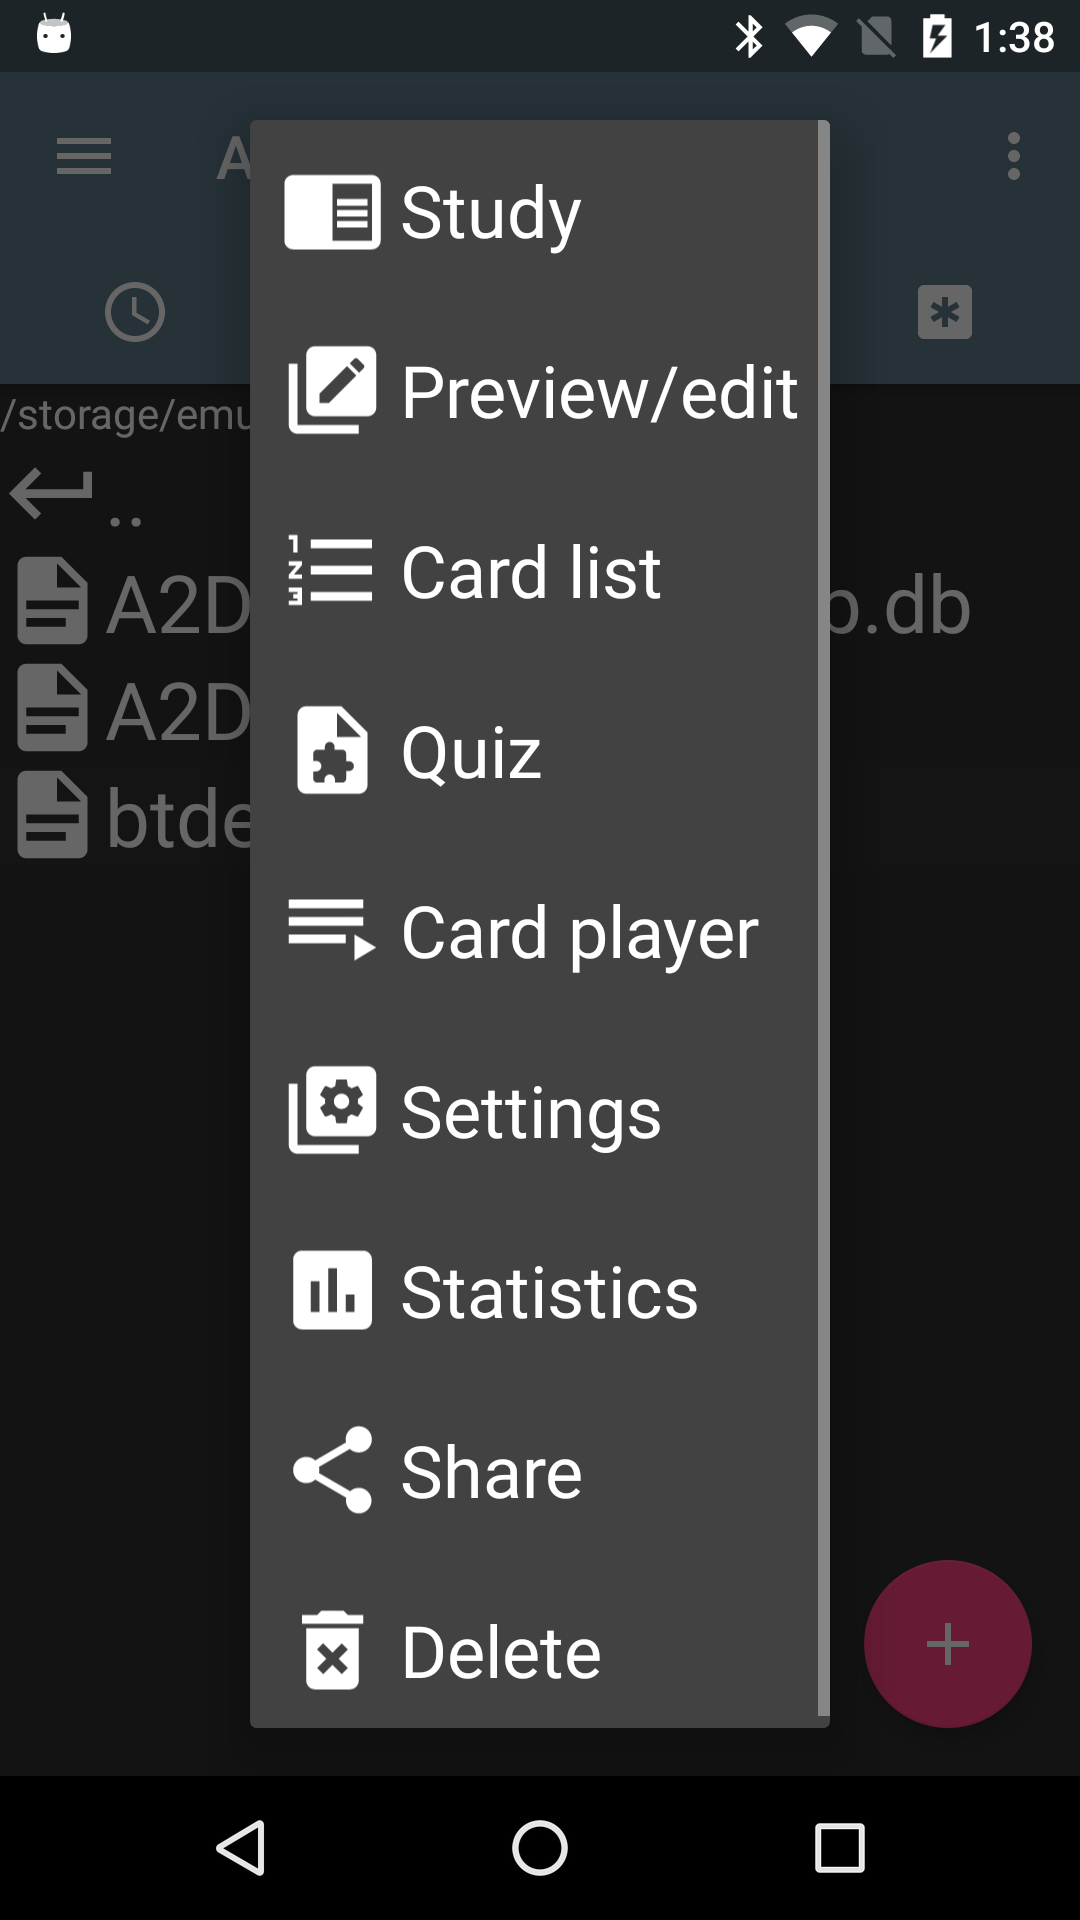 1:38
A
Study
Preview/edit
/storage/emu
..
Card list
A2D
b.db
A2D
Quiz
btde
Card player
Settings
Statistics
Share
Delete